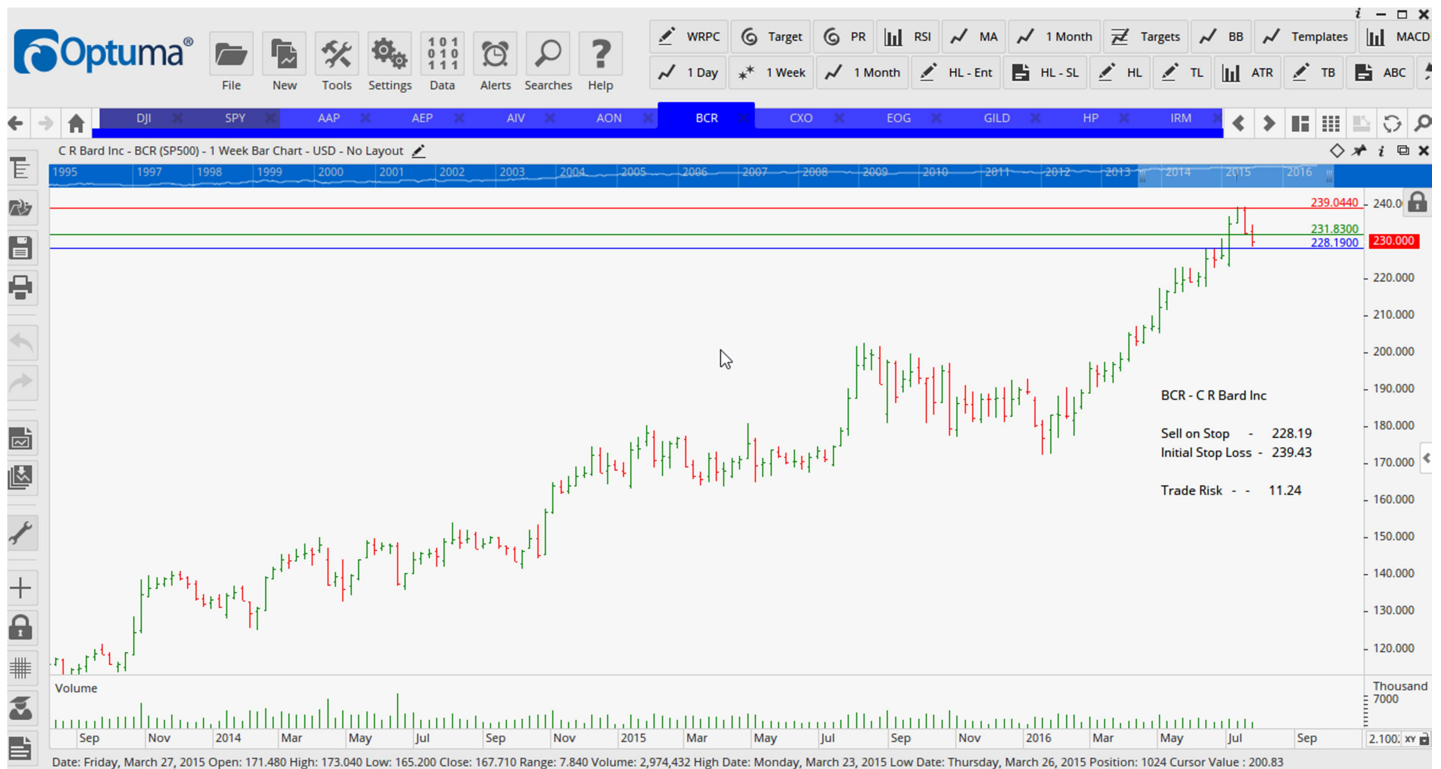 Optuma®
File New Tools Settings Data Alerts Searches Help
WRPC Target PR RSI MA 1 Month Targets BB Templates MACD
1 Day 1 Week 1 Month HL - Ent HL - SL HL TL ATR TB ABC
DJI SPY AAP AEP AIV AON BCR CXO EOG GILD HP IRM
C R Bard Inc - BCR (SP500) - 1 Week Bar Chart - USD - No Layout
1995 1997 1998 1999 2000 2001 2002 2003 2004 2005 2006 2007 2008 2009 2010 2011 2012 2013 2014 2015 2016
239.0440
240.0
231.8300
228.1900
230.000
220.000
210.000
200.000
190.000
BCR - C R Bard Inc
180.000
Sell on Stop - 228.19
Initial Stop Loss - 239.43
170.000
Trade Risk - - 11.24
160.000
150.000
140.000
130.000
120.000
Volume
Thousand
7000
Sep Nov 2014 Mar May Jul Sep Nov 2015 Mar May Jul Sep Nov 2016 Mar May Jul Sep
2.100 XY
Date: Friday, March 27, 2015 Open: 171.480 High: 173.040 Low: 165.200 Close: 167.710 Range: 7.840 Volume: 2,974,432 High Date: Monday, March 23, 2015 Low Date: Thursday, March 26, 2015 Position: 1024 Cursor Value : 200.83